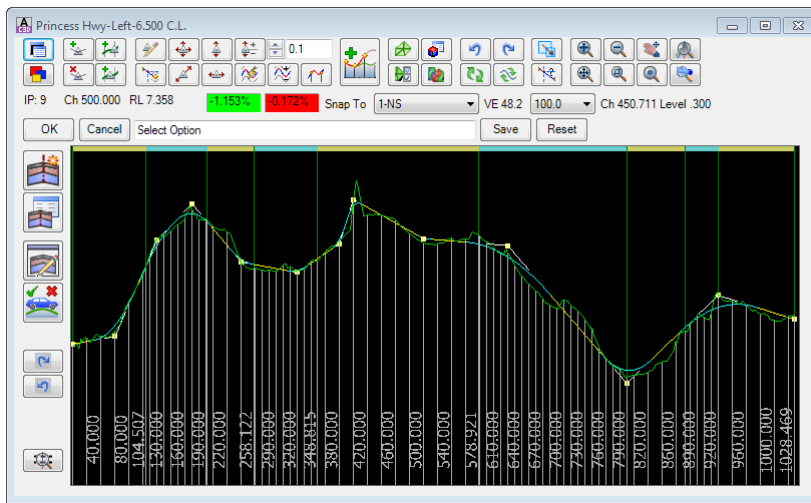 Princess Hwy-Left-6.500 C.L.
0.1
IP: 9 Ch 500.000 RL 7.358 -1.153% -0.172% Snap To 1-NS VE 48.2 100.0 Ch 450.711 Level .300
OK Cancel Select Option Save Reset
40.000 80.000 104.507 130.000 160.000 190.000 220.000 258.122 290.000 320.000 348.815 380.000 420.000 460.000 500.000 540.000 578.921 610.000 640.000 670.000 700.000 730.000 760.000 790.000 820.000 860.000 890.000 920.000 960.000 1000.000 1028.469